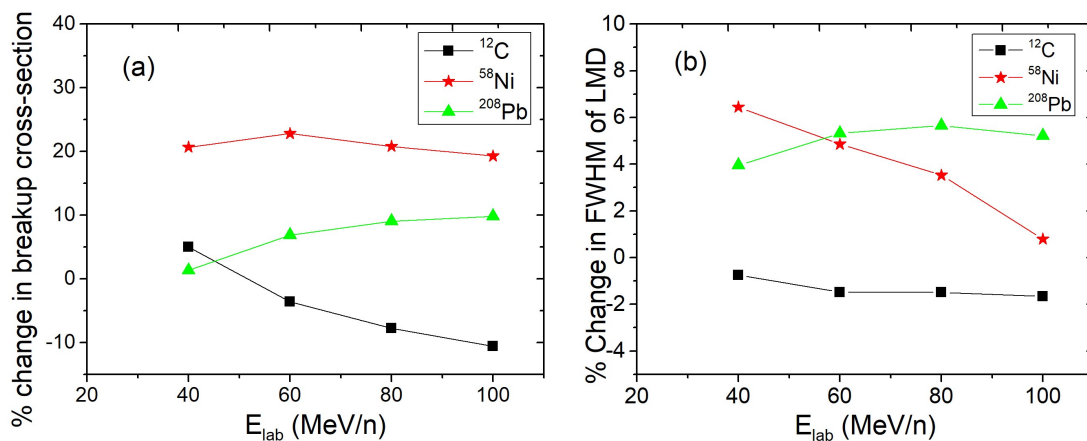 (a)
¹²C
⁵⁸Ni
²⁰⁸Pb
% change in breakup cross-section
40
30
20
10
0
-10
20 40 60 80 100
E_lab (MeV/n)
(b)
¹²C
⁵⁸Ni
²⁰⁸Pb
% Change in FWHM of LMD
10
8
6
4
2
0
-2
-4
20 40 60 80 100
E_lab (MeV/n)